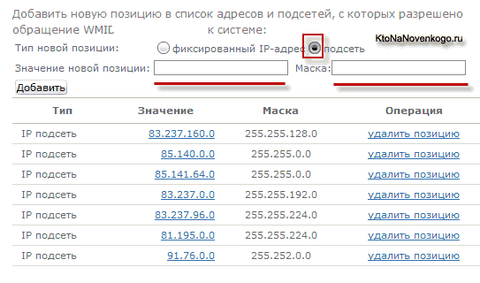 Добавить новую позицию в список адресов и подсетей, с которых разрешено
обращение WMID к системе:
KtoNaNovenkogo.ru
Тип новой позиции: фиксированный IP-адрес подсеть
Значение новой позиции: Маска:
Добавить
Тип Значение Маска Операция
IP подсеть 83.237.160.0 255.255.128.0 удалить позицию
IP подсеть 85.140.0.0 255.255.0.0 удалить позицию
IP подсеть 85.141.64.0 255.255.0.0 удалить позицию
IP подсеть 83.237.0.0 255.255.192.0 удалить позицию
IP подсеть 83.237.96.0 255.255.224.0 удалить позицию
IP подсеть 81.195.0.0 255.255.224.0 удалить позицию
IP подсеть 91.76.0.0 255.252.0.0 удалить позицию